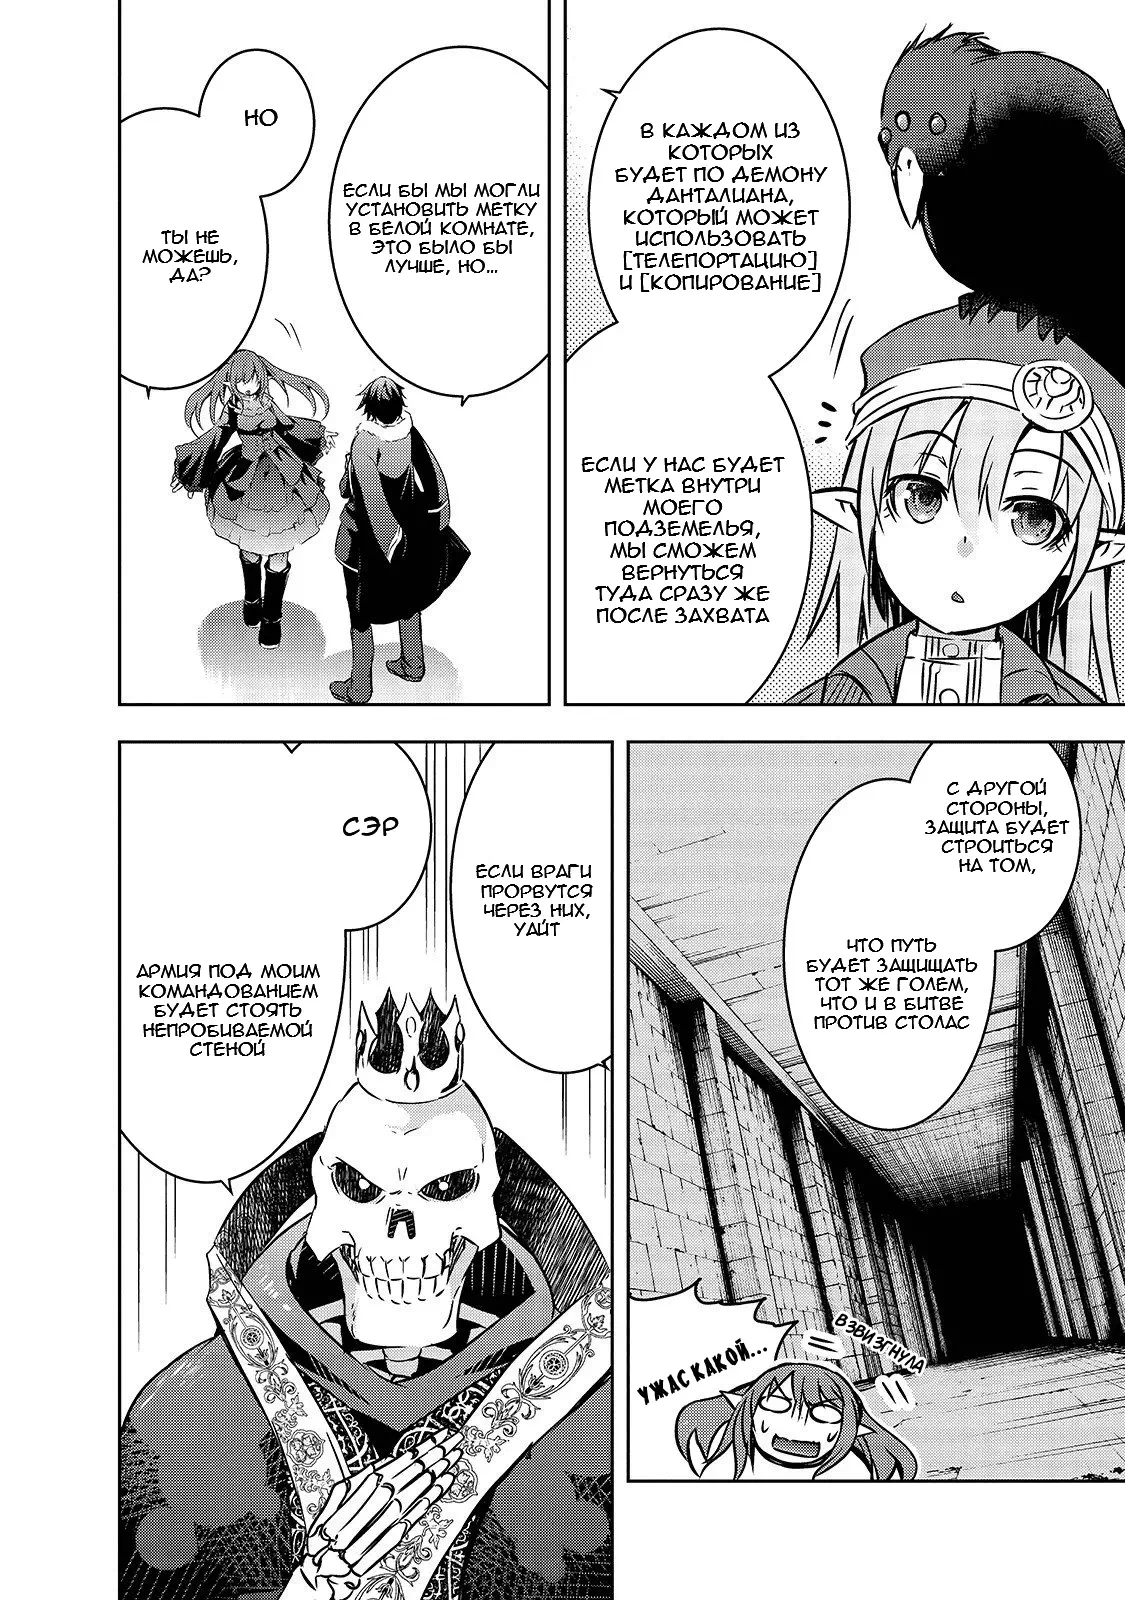 В КАЖДОМ ИЗ
КОТОРЫХ
БУДЕТ ПО ДЕМОНУ
ДАНТАЛИАНА,
КОТОРЫЙ МОЖЕТ
ИСПОЛЬЗОВАТЬ
[ТЕЛЕПОРТАЦИЮ]
И [КОПИРОВАНИЕ]
ЕСЛИ У НАС БУДЕТ
МЕТКА ВНУТРИ
МОЕГО
ПОДЗЕМЕЛЬЯ,
МЫ СМОЖЕМ
ВЕРНУТЬСЯ
ТУДА СРАЗУ ЖЕ
ПОСЛЕ ЗАХВАТА
ЕСЛИ БЫ МЫ МОГЛИ
УСТАНОВИТЬ МЕТКУ
В БЕЛОЙ КОМНАТЕ,
ЭТО БЫЛО БЫ
ЛУЧШЕ, НО...
НО
ТЫ НЕ
МОЖЕШЬ,
ДА?
С ДРУГОЙ
СТОРОНЫ,
ЗАЩИТА БУДЕТ
СТРОИТЬСЯ
НА ТОМ,
ЧТО ПУТЬ
БУДЕТ ЗАЩИЩАТЬ
ТОТ ЖЕ ГОЛЕМ,
ЧТО И В БИТВЕ
ПРОТИВ СТОЛАС
ВЗВИЗГНУЛА
УЖАС КАКОЙ...
ЕСЛИ ВРАГИ
ПРОРВУТСЯ
ЧЕРЕЗ НИХ,
УАЙТ
СЭР
АРМИЯ ПОД МОИМ
КОМАНДОВАНИЕМ
БУДЕТ СТОЯТЬ
НЕПРОБИВАЕМОЙ
СТЕНОЙ